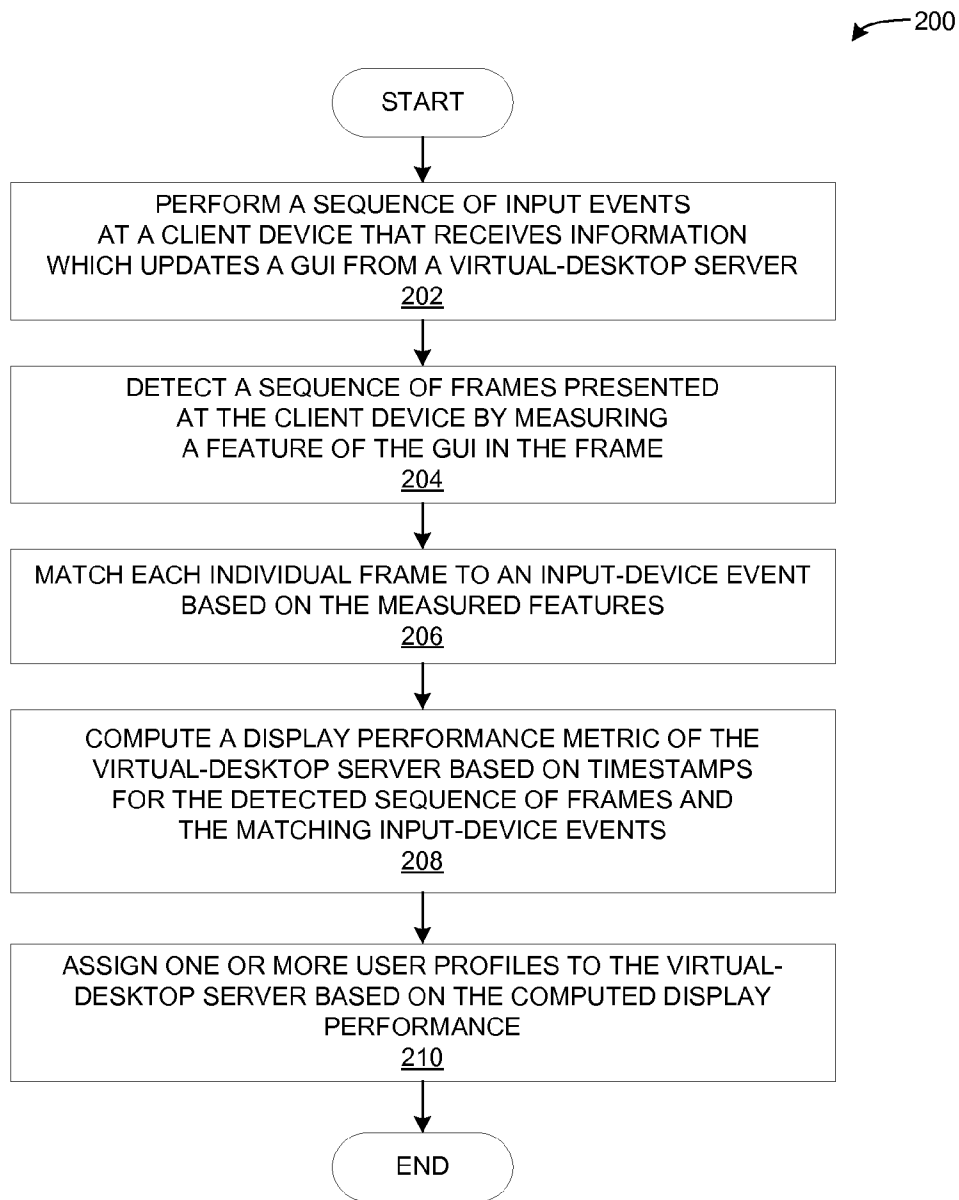 200
START
PERFORM A SEQUENCE OF INPUT EVENTS
AT A CLIENT DEVICE THAT RECEIVES INFORMATION
WHICH UPDATES A GUI FROM A VIRTUAL-DESKTOP SERVER
202
DETECT A SEQUENCE OF FRAMES PRESENTED
AT THE CLIENT DEVICE BY MEASURING
A FEATURE OF THE GUI IN THE FRAME
204
MATCH EACH INDIVIDUAL FRAME TO AN INPUT-DEVICE EVENT
BASED ON THE MEASURED FEATURES
206
COMPUTE A DISPLAY PERFORMANCE METRIC OF THE
VIRTUAL-DESKTOP SERVER BASED ON TIMESTAMPS
FOR THE DETECTED SEQUENCE OF FRAMES AND
THE MATCHING INPUT-DEVICE EVENTS
208
ASSIGN ONE OR MORE USER PROFILES TO THE VIRTUAL-
DESKTOP SERVER BASED ON THE COMPUTED DISPLAY
PERFORMANCE
210
END